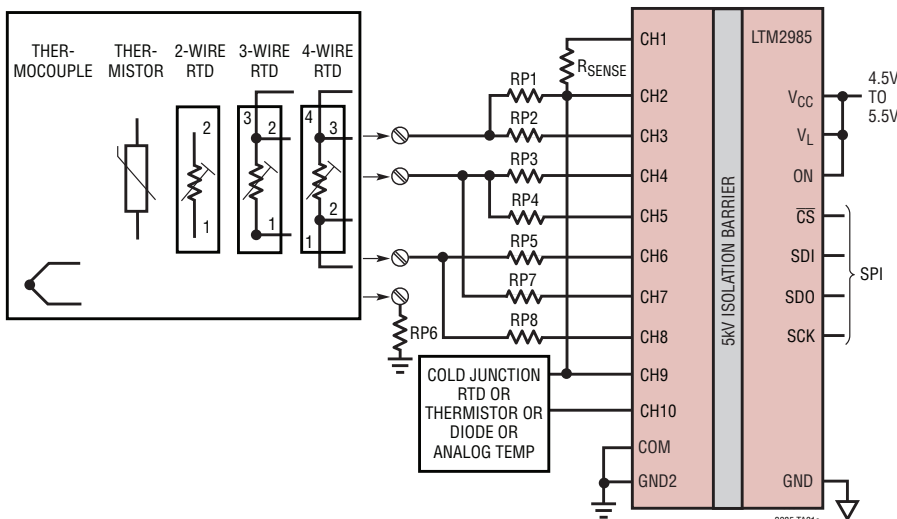 THER-
MOCOUPLE
THER-
MISTOR
2-WIRE
RTD
3-WIRE
RTD
4-WIRE
RTD
2
1
3
2
1
4
3
2
1
RP1
RP2
RP3
RP4
RP5
RP7
RP8
RP6
RSENSE
COLD JUNCTION
RTD OR
THERMISTOR OR
DIODE OR
ANALOG TEMP
CH1
CH2
CH3
CH4
CH5
CH6
CH7
CH8
CH9
CH10
COM
GND2
5kV ISOLATION BARRIER
LTM2985
VCC
VL
ON
CS
SDI
SDO
SCK
GND
4.5V
TO
5.5V
SPI